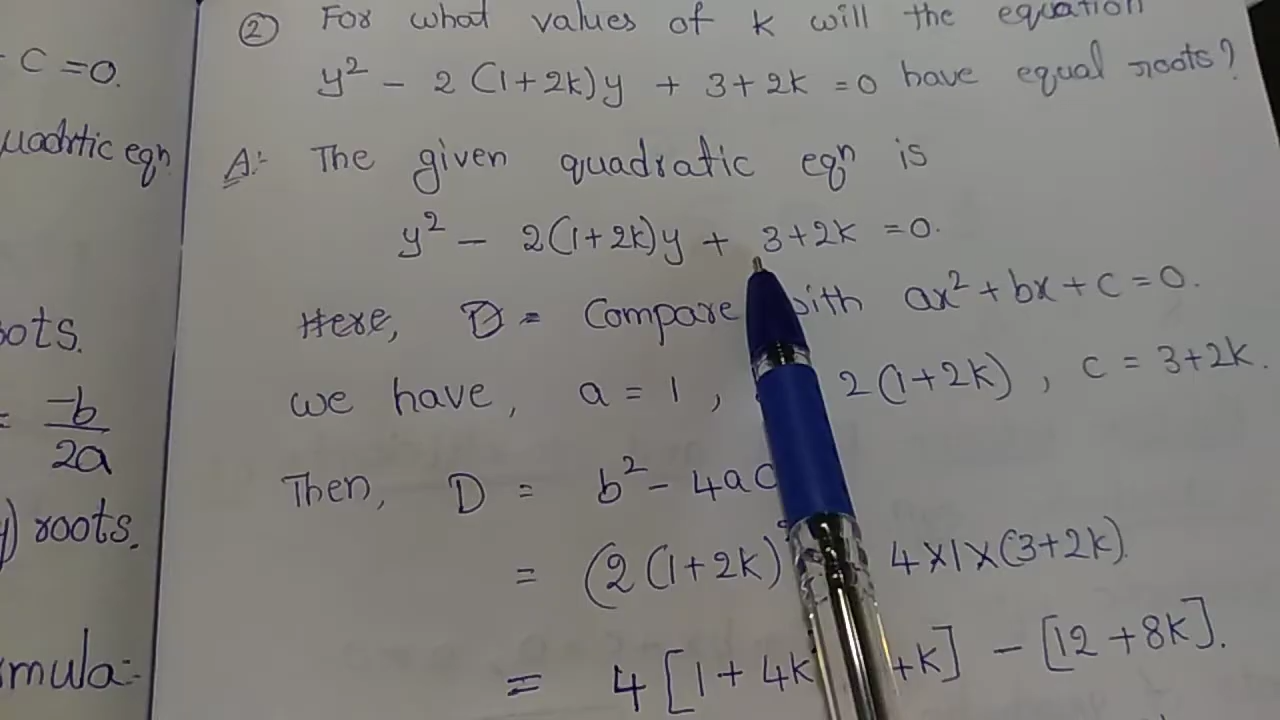 - C = 0.
quadrtic eqn
oots.
= -b/2a
) roots.
mula:-
② For what values of k will the equation
y² - 2(1+2k)y + 3+2k = 0 have equal roots?
A:- The given quadratic eqⁿ is
y² - 2(1+2k)y + 3+2k = 0.
Here, D = Compare with ax² + bx + c = 0.
we have, a = 1, 2(1+2k), c = 3+2k.
Then, D = b² - 4ac
= (2(1+2k) 4×1×(3+2k).
= 4[1 + 4k +k] - [12 + 8k].